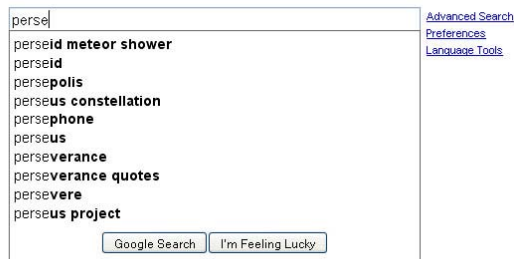 perse
Advanced Search
Preferences
Language Tools
perseid meteor shower
perseid
persepolis
perseus constellation
persephone
perseus
perseverance
perseverance quotes
persevere
perseus project
Google Search
I'm Feeling Lucky